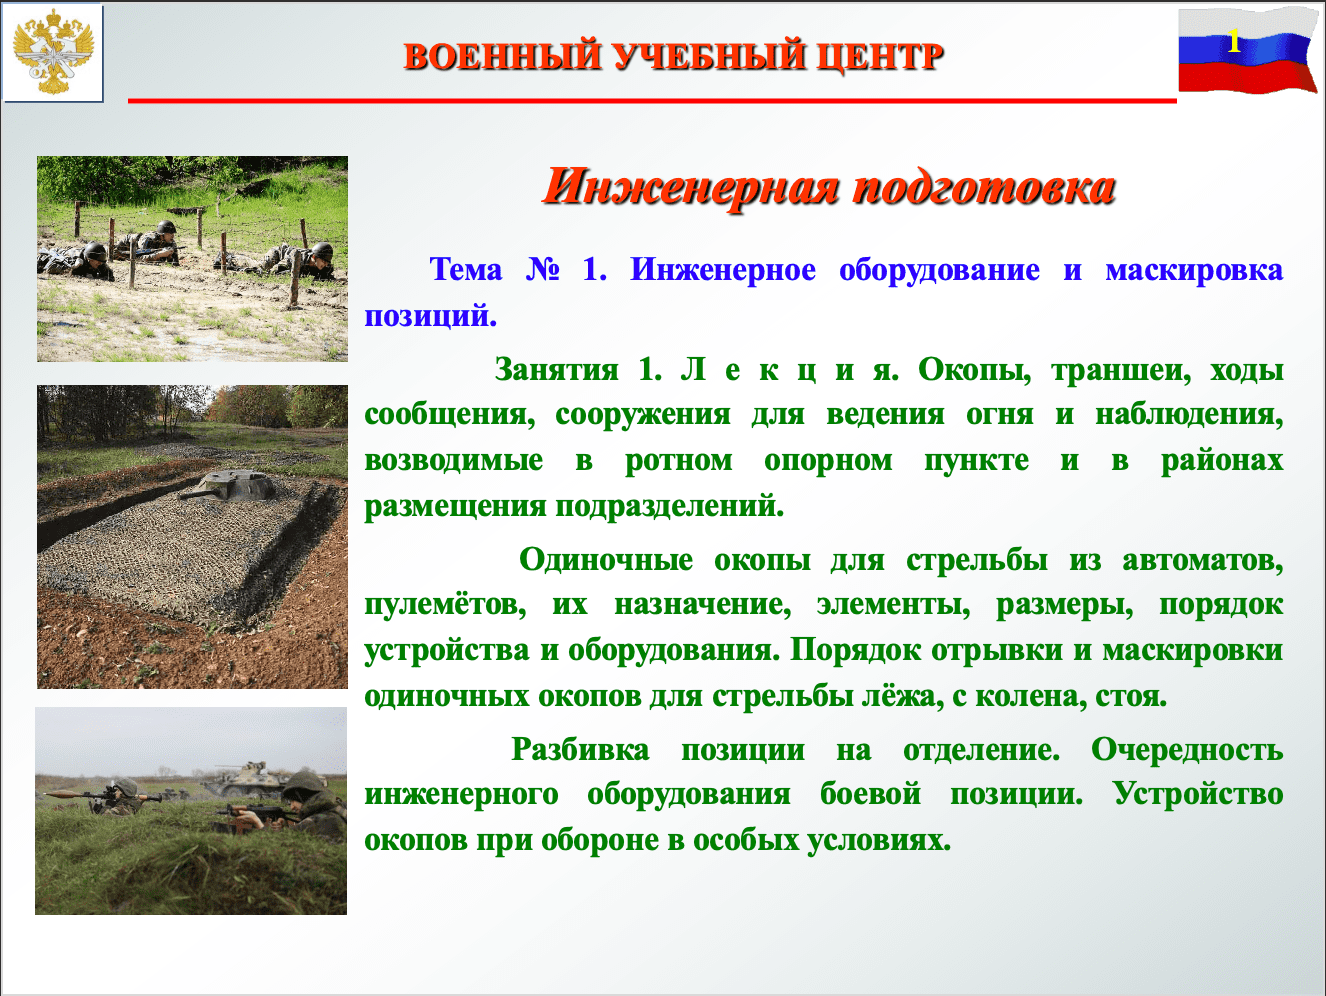 ВОЕННЫЙ УЧЕБНЫЙ ЦЕНТР
1
Инженерная подготовка
Тема № 1. Инженерное оборудование и маскировка
позиций.
Занятия 1. Л е к ц и я. Окопы, траншеи, ходы
сообщения, сооружения для ведения огня и наблюдения,
возводимые в ротном опорном пункте и в районах
размещения подразделений.
Одиночные окопы для стрельбы из автоматов,
пулемётов, их назначение, элементы, размеры, порядок
устройства и оборудования. Порядок отрывки и маскировки
одиночных окопов для стрельбы лёжа, с колена, стоя.
Разбивка позиции на отделение. Очередность
инженерного оборудования боевой позиции. Устройство
окопов при обороне в особых условиях.